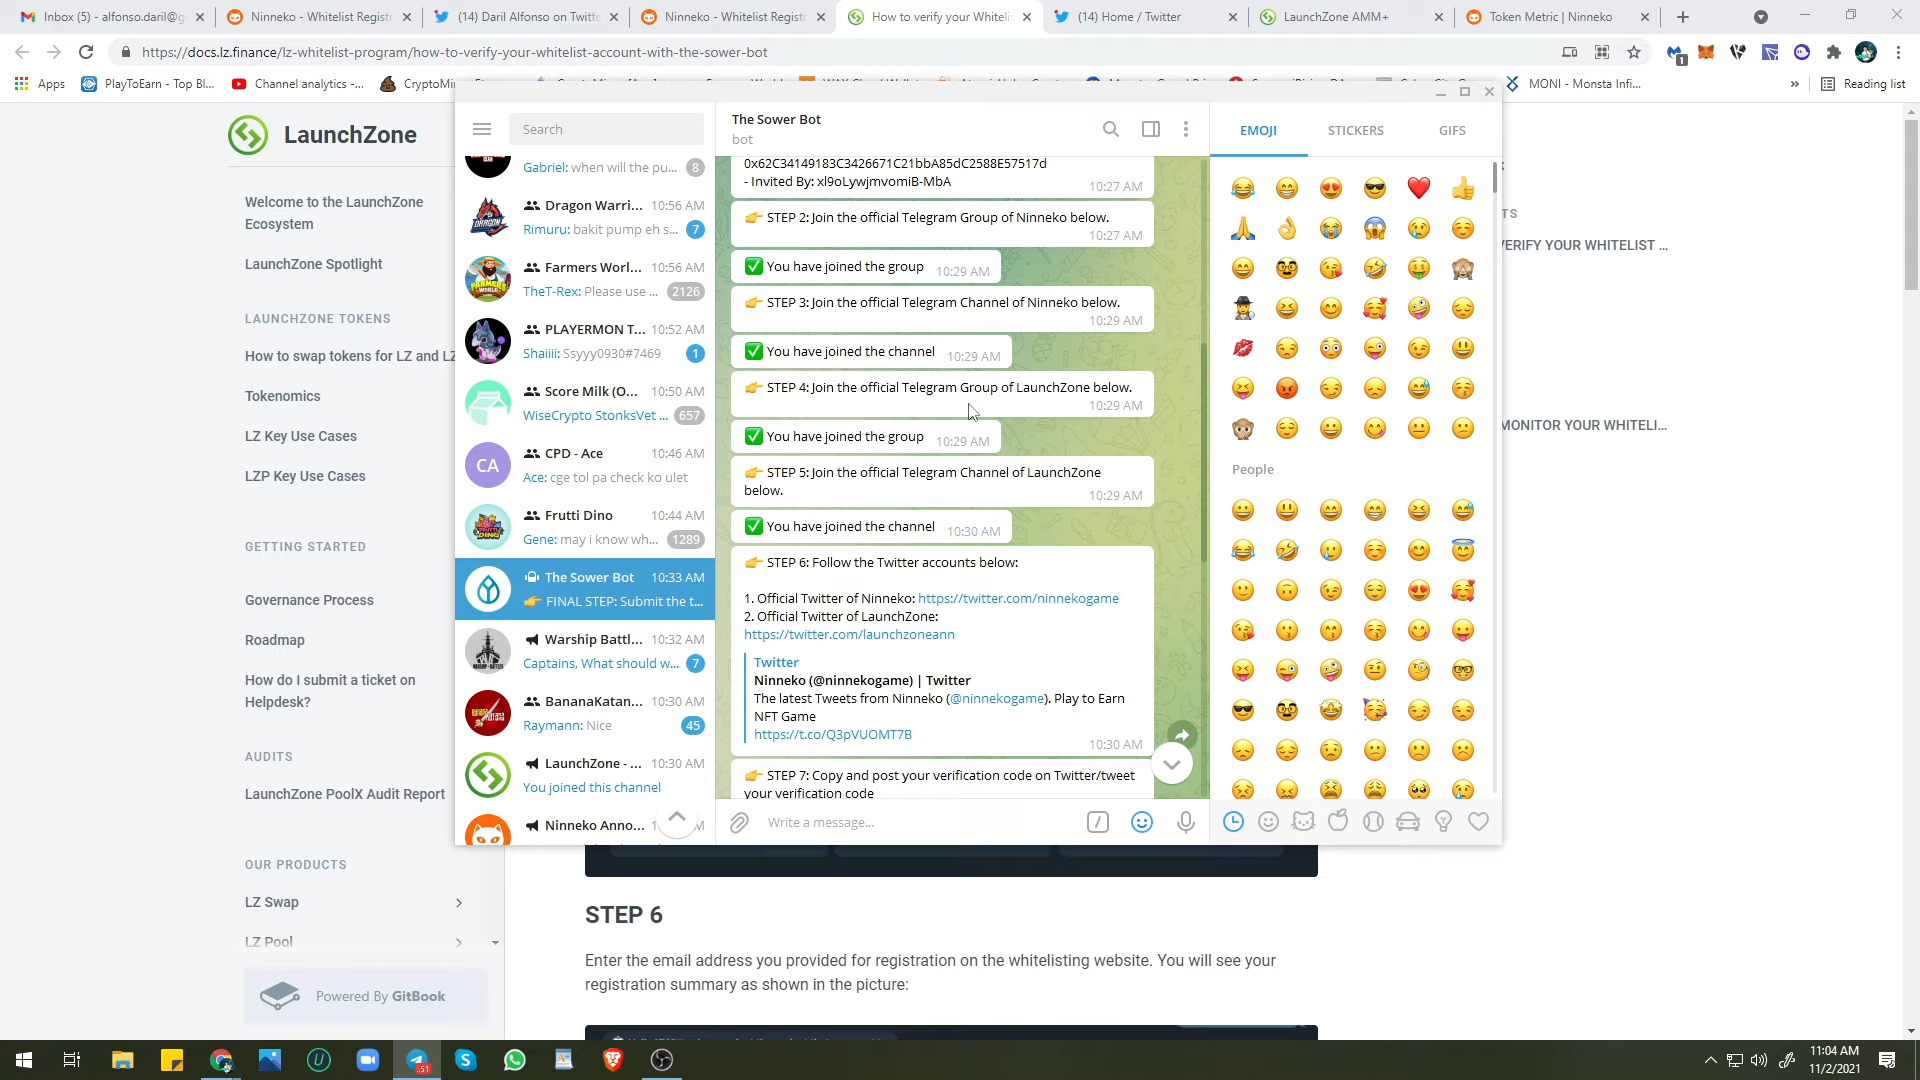 Inbox (5) - alfonso.daril@g
Ninneko - Whitelist Registr
(14) Daril Alfonso on Twitte
Ninneko - Whitelist Registr
How to verify your Whitelis
(14) Home / Twitter
LaunchZone AMM+
Token Metric | Ninneko
https://docs.lz.finance/lz-whitelist-program/how-to-verify-your-whitelist-account-with-the-sower-bot
Apps
PlayToEarn - Top Bl...
Channel analytics -...
CryptoMi
MONI - Monsta Infi...
»
Reading list
LaunchZone
Welcome to the LaunchZone
Ecosystem
LaunchZone Spotlight
LAUNCHZONE TOKENS
How to swap tokens for LZ and LZ
Tokenomics
LZ Key Use Cases
LZP Key Use Cases
GETTING STARTED
Governance Process
Roadmap
How do I submit a ticket on
Helpdesk?
AUDITS
LaunchZone PoolX Audit Report
OUR PRODUCTS
LZ Swap
LZ Pool
Powered By GitBook
Search
Gabriel: when will the pu... 8
Dragon Warri... 10:56 AM
Rimuru: bakit pump eh s... 7
Farmers Worl... 10:56 AM
TheT-Rex: Please use ... 2126
PLAYERMON T... 10:52 AM
Shaiiii: Ssyyy0930#7469 1
Score Milk (O... 10:50 AM
WiseCrypto StonksVet ... 657
CA
CPD - Ace 10:46 AM
Ace: cge tol pa check ko ulet
Frutti Dino 10:44 AM
Gene: may i know wh... 1289
The Sower Bot 10:33 AM
👉 FINAL STEP: Submit the t...
Warship Battl... 10:32 AM
Captains, What should w... 7
BananaKatan... 10:30 AM
Raymann: Nice 45
LaunchZone - ... 10:30 AM
You joined this channel
Ninneko Anno...
The Sower Bot
bot
0x62C34149183C3426671C21bbA85dC2588E57517d
- Invited By: xl9oLywjmvomiB-MbA
10:27 AM
👉 STEP 2: Join the official Telegram Group of Ninneko below.
10:27 AM
✅ You have joined the group 10:29 AM
👉 STEP 3: Join the official Telegram Channel of Ninneko below.
10:29 AM
✅ You have joined the channel 10:29 AM
👉 STEP 4: Join the official Telegram Group of LaunchZone below.
10:29 AM
✅ You have joined the group 10:29 AM
👉 STEP 5: Join the official Telegram Channel of LaunchZone
below.
10:29 AM
✅ You have joined the channel 10:30 AM
👉 STEP 6: Follow the Twitter accounts below:
1. Official Twitter of Ninneko: https://twitter.com/ninnekogame
2. Official Twitter of LaunchZone:
https://twitter.com/launchzoneann
Twitter
Ninneko (@ninnekogame) | Twitter
The latest Tweets from Ninneko (@ninnekogame). Play to Earn
NFT Game
https://t.co/Q3pVUOMT7B
10:30 AM
👉 STEP 7: Copy and post your verification code on Twitter/tweet
your verification code
Write a message...
EMOJI
STICKERS
GIFS
People
TS
VERIFY YOUR WHITELIST ...
MONITOR YOUR WHITELI...
STEP 6
Enter the email address you provided for registration on the whitelisting website. You will see your
registration summary as shown in the picture:
11:04 AM
11/2/2021